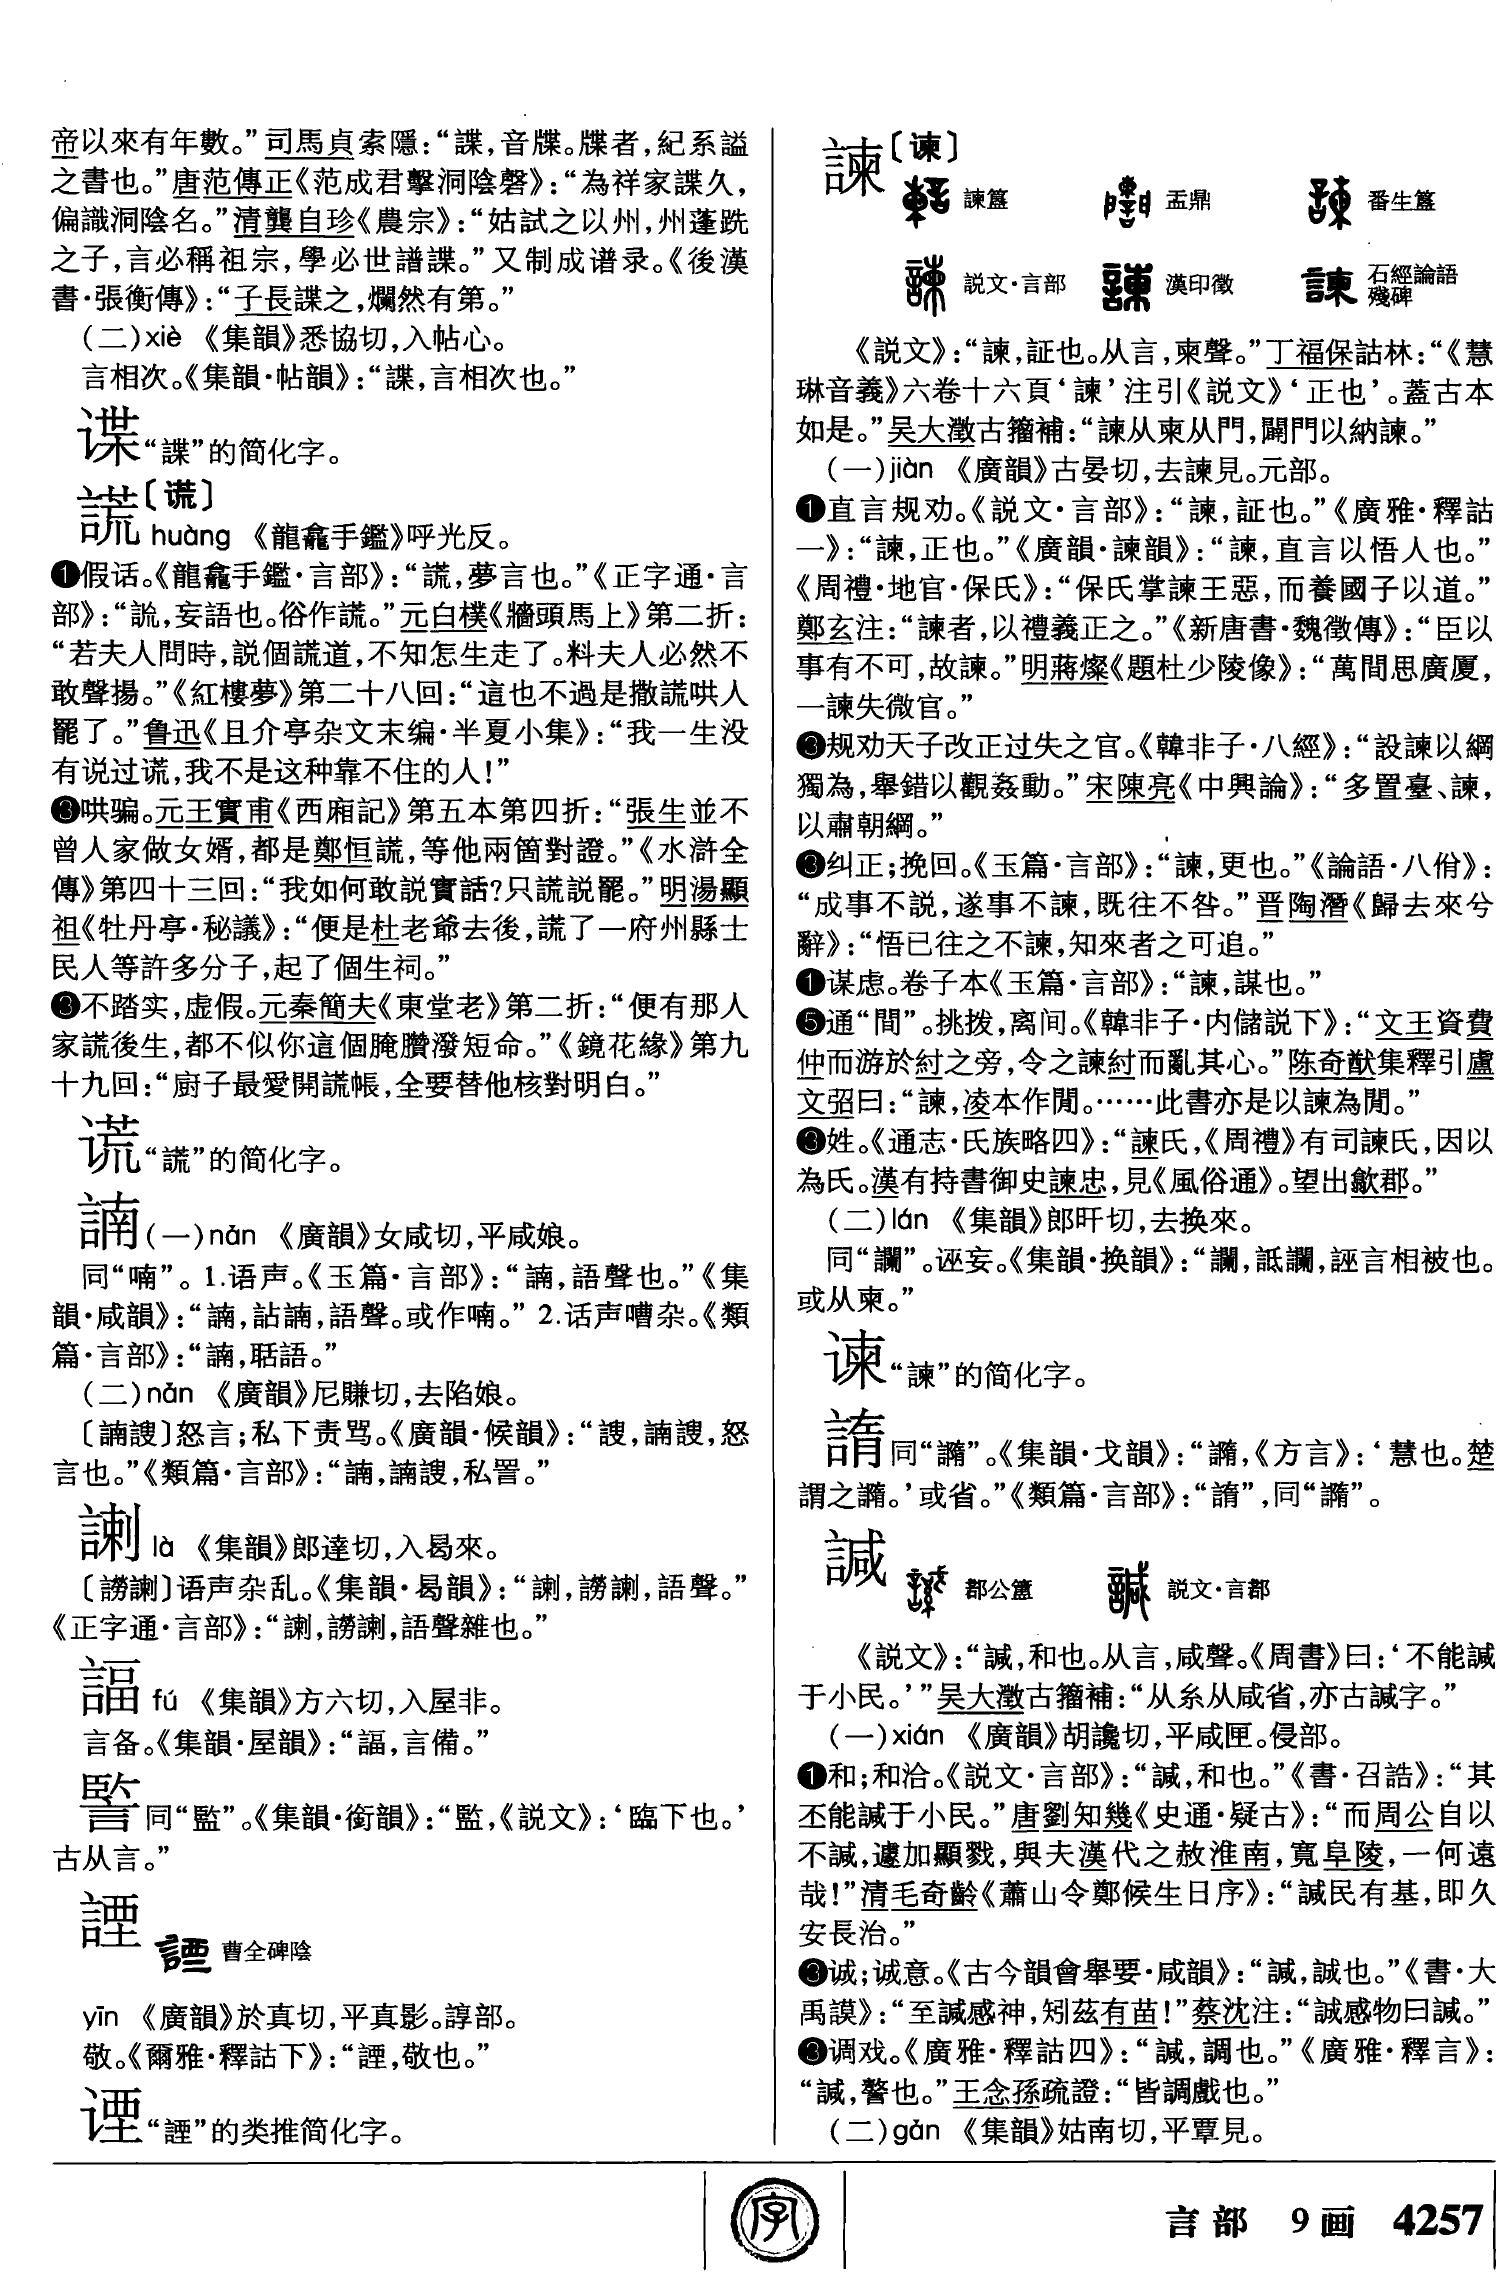 帝以來有年數。”司馬貞索隱：“諜，音牒。牒者，紀系謚
之書也。”唐范傳正《范成君擊洞陰磬》：“為祥家諜久，
偏識洞陰名。”清龔自珍《農宗》：“姑試之以州，州蓬跣
之子，言必稱祖宗，學必世譜諜。”又制成谱录。《後漢
書·張衡傳》：“子長諜之，爛然有第。”
(二)xiè 《集韻》悉協切，入帖心。
言相次。《集韻·帖韻》：“諜，言相次也。”
谍“諜”的简化字。
謊〔谎〕
huàng 《龍龕手鑑》呼光反。
❶假话。《龍龕手鑑·言部》：“謊，夢言也。”《正字通·言
部》：“詤，妄語也。俗作謊。”元白樸《牆頭馬上》第二折：
“若夫人問時，説個謊道，不知怎生走了。料夫人必然不
敢聲揚。”《紅樓夢》第二十八回：“這也不過是撒謊哄人
罷了。”鲁迅《且介亭杂文末编·半夏小集》：“我一生没
有说过谎，我不是这种靠不住的人！”
❸哄骗。元王實甫《西廂記》第五本第四折：“張生並不
曾人家做女婿，都是鄭恒謊，等他兩箇對證。”《水滸全
傳》第四十三回：“我如何敢説實話？只謊説罷。”明湯顯
祖《牡丹亭·秘議》：“便是杜老爺去後，謊了一府州縣士
民人等許多分子，起了個生祠。”
❸不踏实，虚假。元秦簡夫《東堂老》第二折：“便有那人
家謊後生，都不似你這個腌臢潑短命。”《鏡花緣》第九
十九回：“廚子最愛開謊帳，全要替他核對明白。”
谎“謊”的简化字。
諵(一)nǎn 《廣韻》女咸切，平咸娘。
同“喃”。1.语声。《玉篇·言部》：“諵，語聲也。”《集
韻·咸韻》：“諵，詀諵，語聲。或作喃。”2.话声嘈杂。《類
篇·言部》：“諵，聒語。”
(二)nǎn 《廣韻》尼賺切，去陷娘。
〔諵謏〕怒言；私下责骂。《廣韻·候韻》：“謏，諵謏，怒
言也。”《類篇·言部》：“諵，諵謏，私詈。”
謝 là 《集韻》郎達切，入曷來。
〔謗𧩲〕语声杂乱。《集韻·曷韻》：“𧩲，𧬨𧩲，語聲。”
《正字通·言部》：“𧩲，𧬨𧩲，語聲雜也。”
諨 fú 《集韻》方六切，入屋非。
言备。《集韻·屋韻》：“諨，言備。”
同“監”。《集韻·銜韻》：“監，《説文》：‘臨下也。’
古从言。”
諲
曹全碑陰
yīn 《廣韻》於真切，平真影。諄部。
敬。《爾雅·釋詁下》：“諲，敬也。”
“諲”的类推简化字。
諫〔谏〕
諫簋 盂鼎 番生簋
説文·言部 漢印徵 石經論語
殘碑
《説文》：“諫，証也。从言，柬聲。”丁福保詁林：“《慧
琳音義》六卷十六頁‘諫’注引《説文》‘正也’。蓋古本
如是。”吴大澂古籀補：“諫从柬从門，闢門以納諫。”
(一)jiàn 《廣韻》古晏切，去諫見。元部。
❶直言规劝。《説文·言部》：“諫，証也。”《廣雅·釋詁
一》：“諫，正也。”《廣韻·諫韻》：“諫，直言以悟人也。”
《周禮·地官·保氏》：“保氏掌諫王惡，而養國子以道。”
鄭玄注：“諫者，以禮義正之。”《新唐書·魏徵傳》：“臣以
事有不可，故諫。”明蔣燦《題杜少陵像》：“萬間思廣厦，
一諫失微官。”
❸规劝天子改正过失之官。《韓非子·八經》：“設諫以綱
獨為，舉錯以觀姦動。”宋陳亮《中興論》：“多置臺、諫，
以肅朝綱。”
❸纠正；挽回。《玉篇·言部》：“諫，更也。”《論語·八佾》：
“成事不説，遂事不諫，既往不咎。”晋陶潛《歸去來兮
辭》：“悟已往之不諫，知來者之可追。”
❶谋虑。卷子本《玉篇·言部》：“諫，謀也。”
❺通“間”。挑拨，离间。《韓非子·内儲説下》：“文王資費
仲而游於紂之旁，令之諫紂而亂其心。”陈奇猷集釋引盧
文弨曰：“諫，凌本作閒。……此書亦是以諫為閒。”
❸姓。《通志·氏族略四》：“諫氏，《周禮》有司諫氏，因以
為氏。漢有持書御史諫忠，見《風俗通》。望出歙郡。”
(二)lán 《集韻》郎旰切，去换來。
同“讕”。诬妄。《集韻·换韻》：“讕，詆讕，誣言相被也。
或从柬。”
谏“諫”的简化字。
同“譎”。《集韻·戈韻》：“《方言》：‘慧也。楚
謂之。’或省。”《類篇·言部》：同
諴
都公簠 説文·言部
《説文》：“諴，和也。从言，咸聲。《周書》曰：‘不能諴
于小民。’”吴大澂古籀補：“从糸从咸省，亦古諴字。”
(一)xián 《廣韻》胡讒切，平咸匣。侵部。
❶和；和洽。《説文·言部》：“諴，和也。”《書·召誥》：“其
丕能諴于小民。”唐劉知幾《史通·疑古》：“而周公自以
不諴，遽加顯戮，與夫漢代之赦淮南，寬阜陵，一何遠
哉！”清毛奇齡《蕭山令鄭候生日序》：“諴民有基，即久
安長治。”
❸诚；诚意。《古今韻會舉要·咸韻》：“諴，誠也。”《書·大
禹謨》：“至諴感神，矧茲有苗！”蔡沈注：“誠感物曰諴。”
❸调戏。《廣雅·釋詁四》：“諴，調也。”《廣雅·釋言》：
“諴，謷也。”王念孫疏證：“皆調戲也。”
(二)gǎn 《集韻》姑南切，平覃見。
字
言部 9画 4257